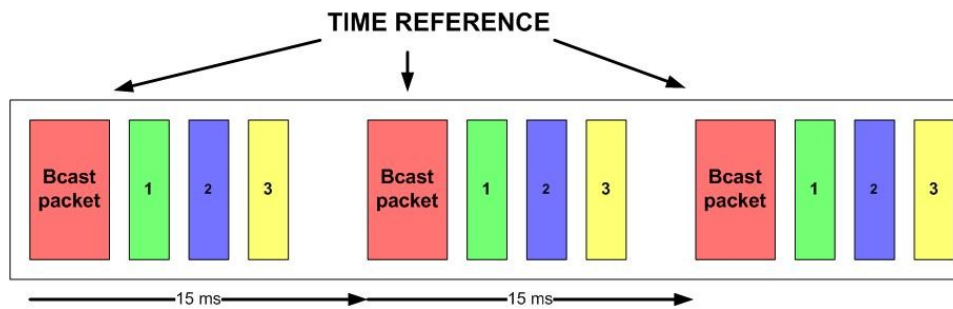 TIME REFERENCE
Bcast
packet
1
2
3
Bcast
packet
1
2
3
Bcast
packet
1
2
3
15 ms
15 ms